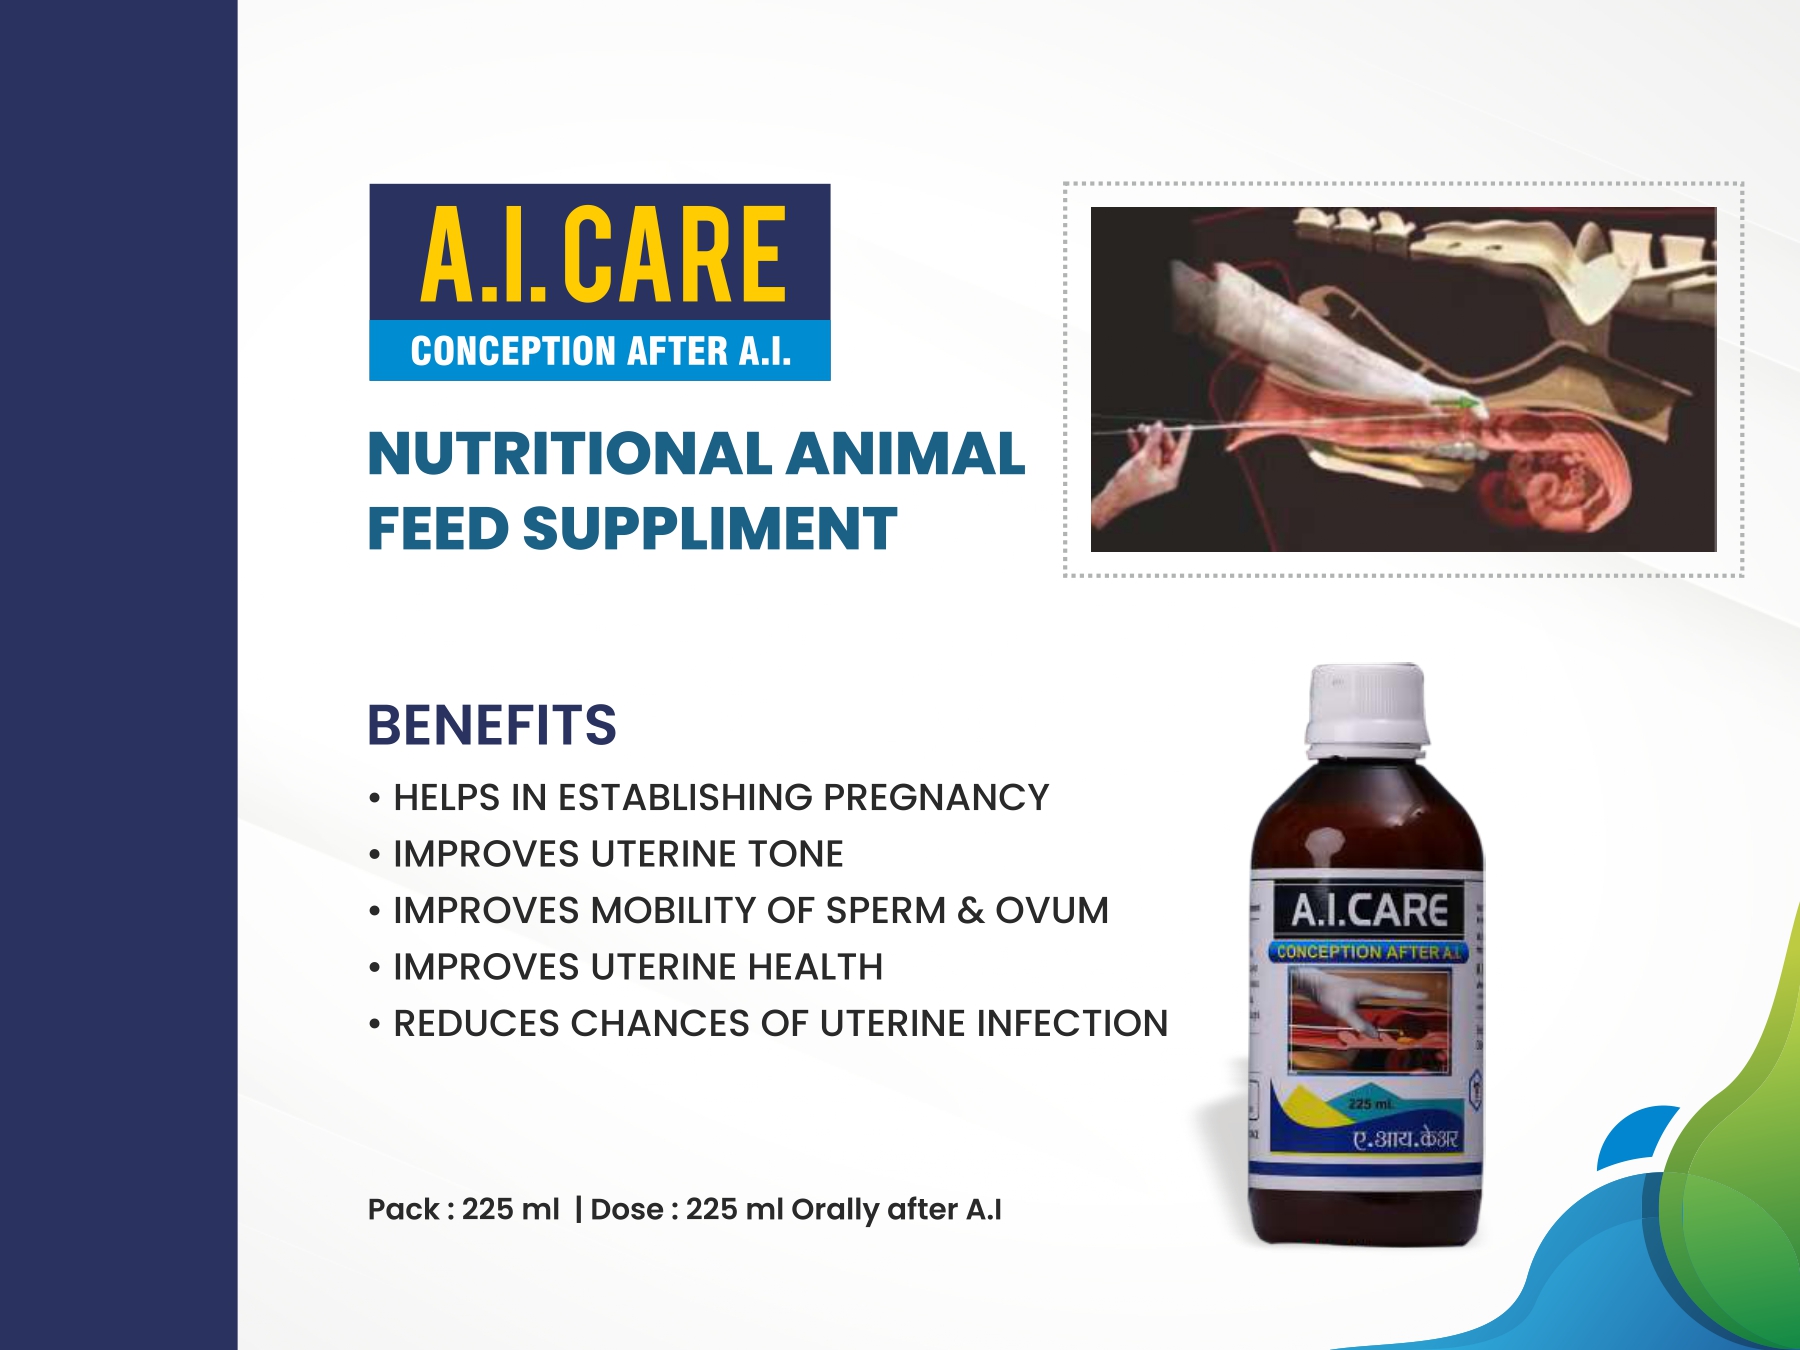 A.I. CARE
CONCEPTION AFTER A.I.
NUTRITIONAL ANIMAL
FEED SUPPLIMENT
BENEFITS
• HELPS IN ESTABLISHING PREGNANCY
• IMPROVES UTERINE TONE
• IMPROVES MOBILITY OF SPERM & OVUM
• IMPROVES UTERINE HEALTH
• REDUCES CHANCES OF UTERINE INFECTION
Pack : 225 ml | Dose : 225 ml Orally after A.I
A.I.CARE
CONCEPTION AFTER A.I.
225 ml.
ए.आय.केअर